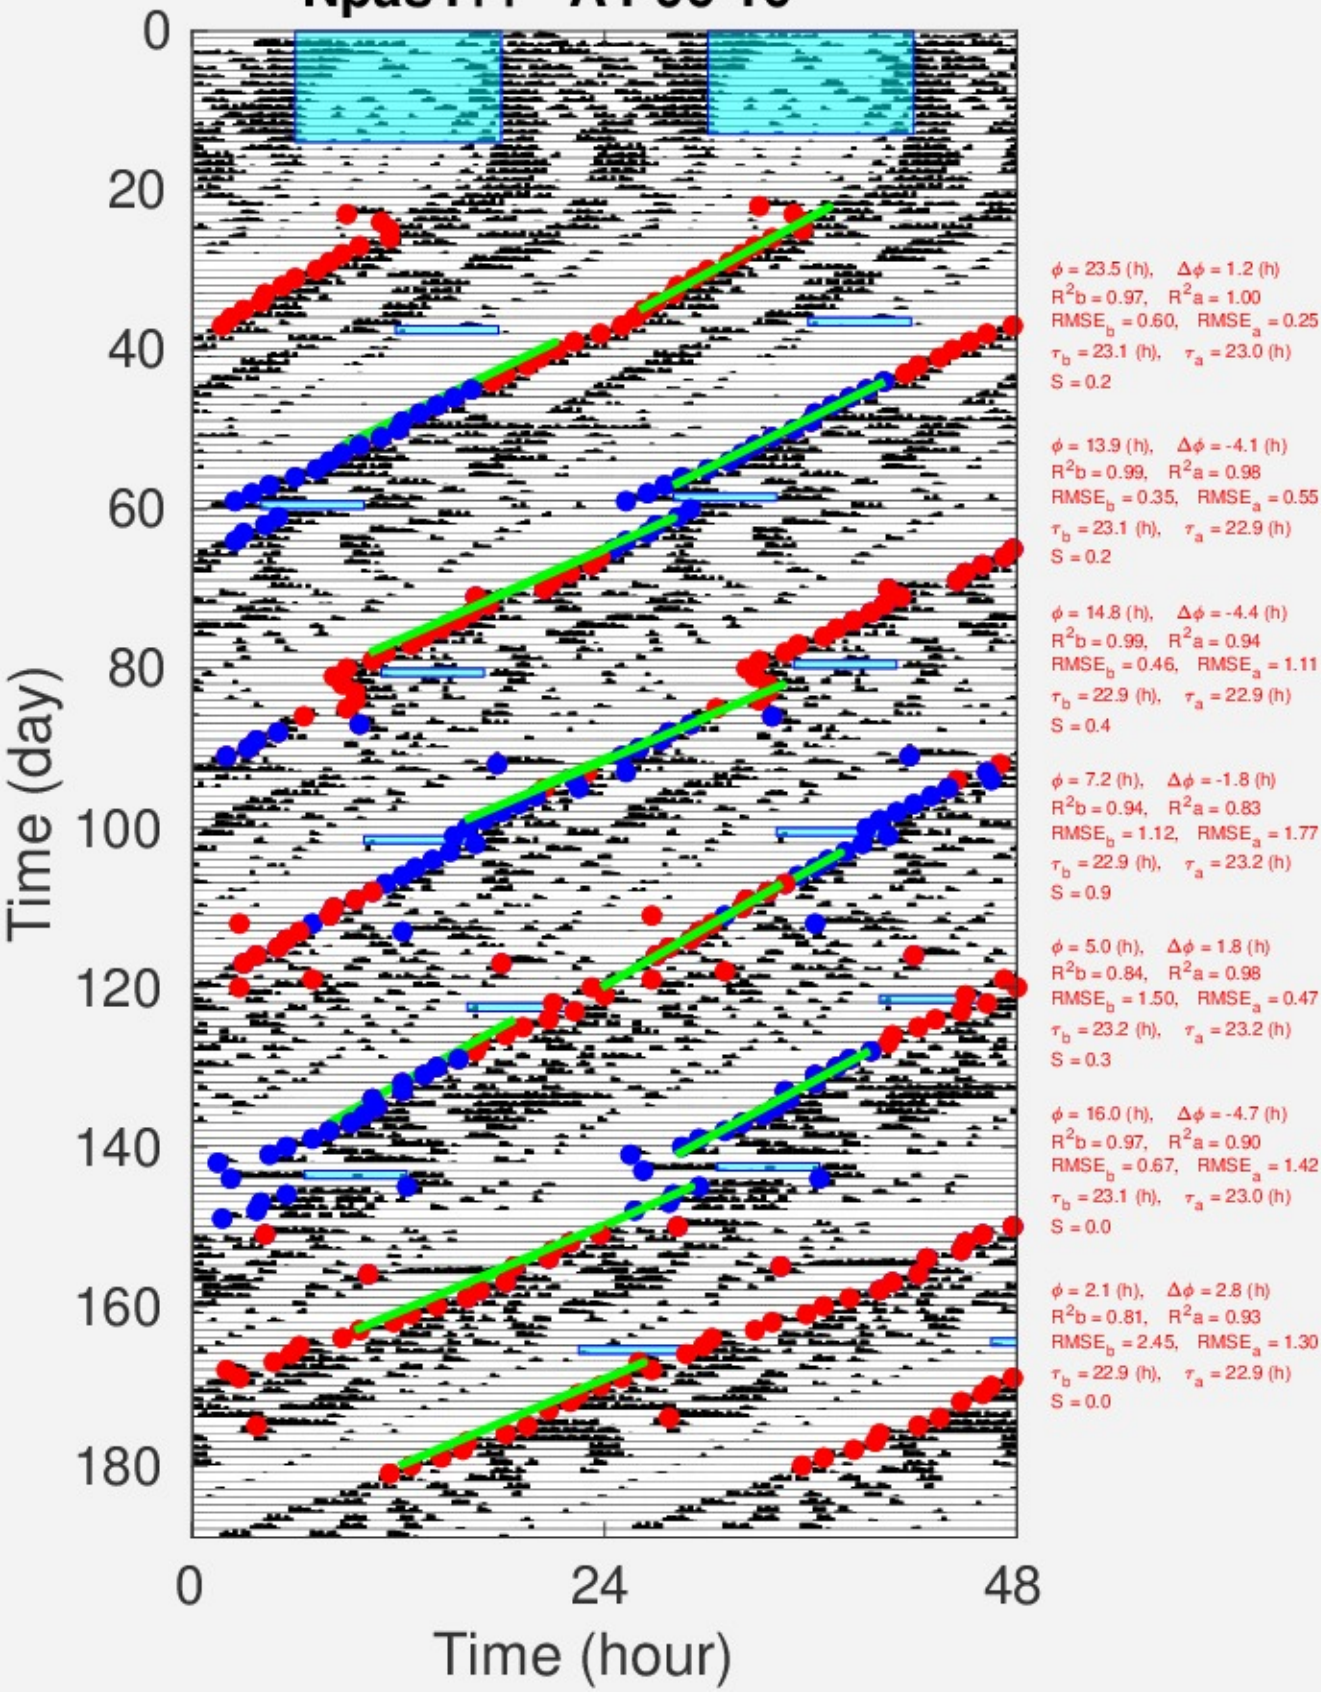 0
20
40
60
80
100
120
140
160
180
Time (day)
0 24 48
Time (hour)
ϕ = 23.5 (h), Δϕ = 1.2 (h)
R²b = 0.97, R²a = 1.00
RMSE_b = 0.60, RMSE_a = 0.25
τ_b = 23.1 (h), τ_a = 23.0 (h)
S = 0.2
ϕ = 13.9 (h), Δϕ = -4.1 (h)
R²b = 0.99, R²a = 0.98
RMSE_b = 0.35, RMSE_a = 0.55
τ_b = 23.1 (h), τ_a = 22.9 (h)
S = 0.2
ϕ = 14.8 (h), Δϕ = -4.4 (h)
R²b = 0.99, R²a = 0.94
RMSE_b = 0.46, RMSE_a = 1.11
τ_b = 22.9 (h), τ_a = 22.9 (h)
S = 0.4
ϕ = 7.2 (h), Δϕ = -1.8 (h)
R²b = 0.94, R²a = 0.83
RMSE_b = 1.12, RMSE_a = 1.77
τ_b = 22.9 (h), τ_a = 23.2 (h)
S = 0.9
ϕ = 5.0 (h), Δϕ = 1.8 (h)
R²b = 0.84, R²a = 0.98
RMSE_b = 1.50, RMSE_a = 0.47
τ_b = 23.2 (h), τ_a = 23.2 (h)
S = 0.3
ϕ = 16.0 (h), Δϕ = -4.7 (h)
R²b = 0.97, R²a = 0.90
RMSE_b = 0.67, RMSE_a = 1.42
τ_b = 23.1 (h), τ_a = 23.0 (h)
S = 0.0
ϕ = 2.1 (h), Δϕ = 2.8 (h)
R²b = 0.81, R²a = 0.93
RMSE_b = 2.45, RMSE_a = 1.30
τ_b = 22.9 (h), τ_a = 22.9 (h)
S = 0.0